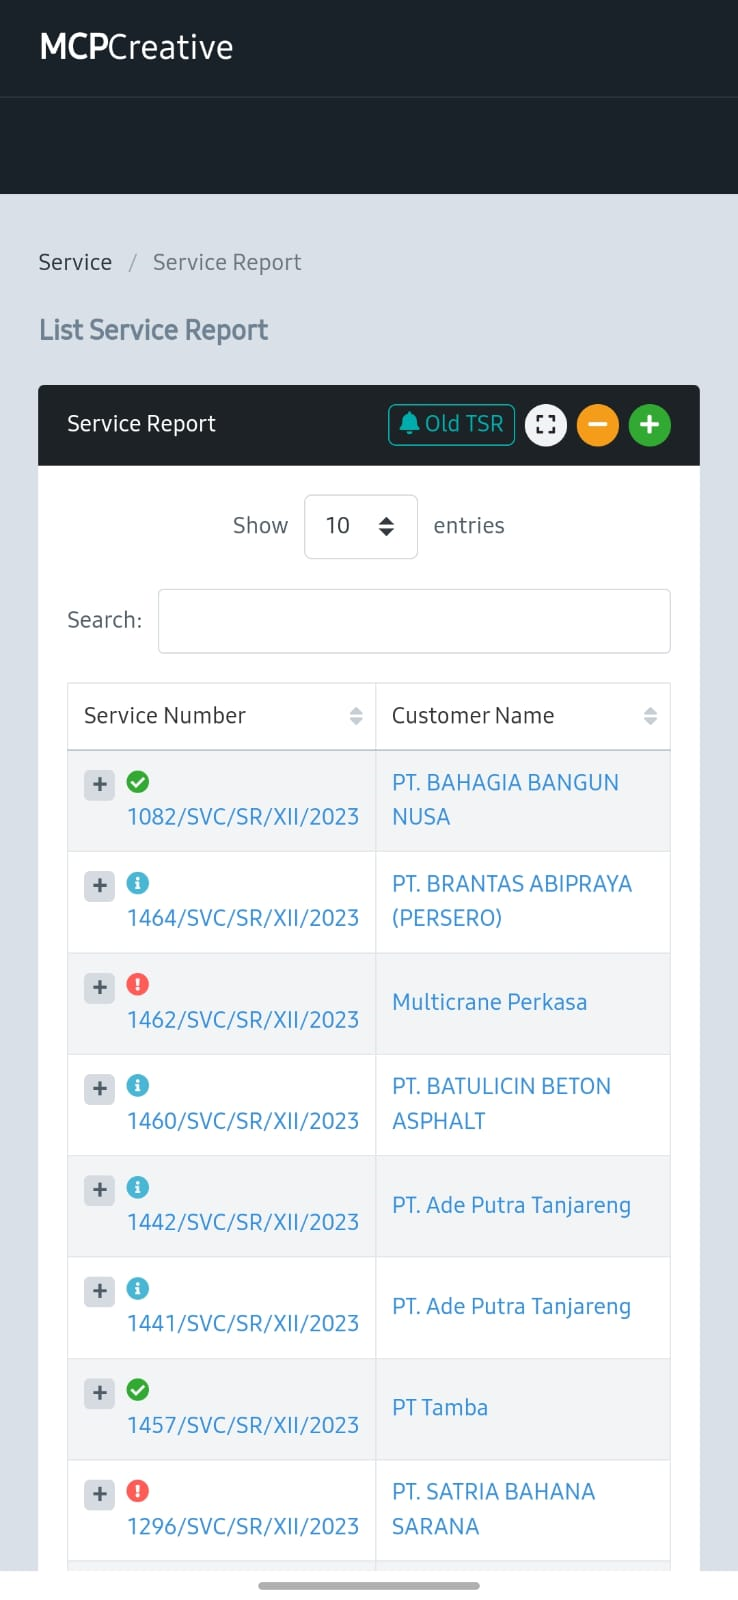 MCPCreative
Service / Service Report
List Service Report
Service Report Old TSR
Show 10 entries
Search:
Service Number Customer Name
1082/SVC/SR/XII/2023 PT. BAHAGIA BANGUN
NUSA
1464/SVC/SR/XII/2023 PT. BRANTAS ABIPRAYA
(PERSERO)
1462/SVC/SR/XII/2023 Multicrane Perkasa
1460/SVC/SR/XII/2023 PT. BATULICIN BETON
ASPHALT
1442/SVC/SR/XII/2023 PT. Ade Putra Tanjareng
1441/SVC/SR/XII/2023 PT. Ade Putra Tanjareng
1457/SVC/SR/XII/2023 PT Tamba
1296/SVC/SR/XII/2023 PT. SATRIA BAHANA
SARANA